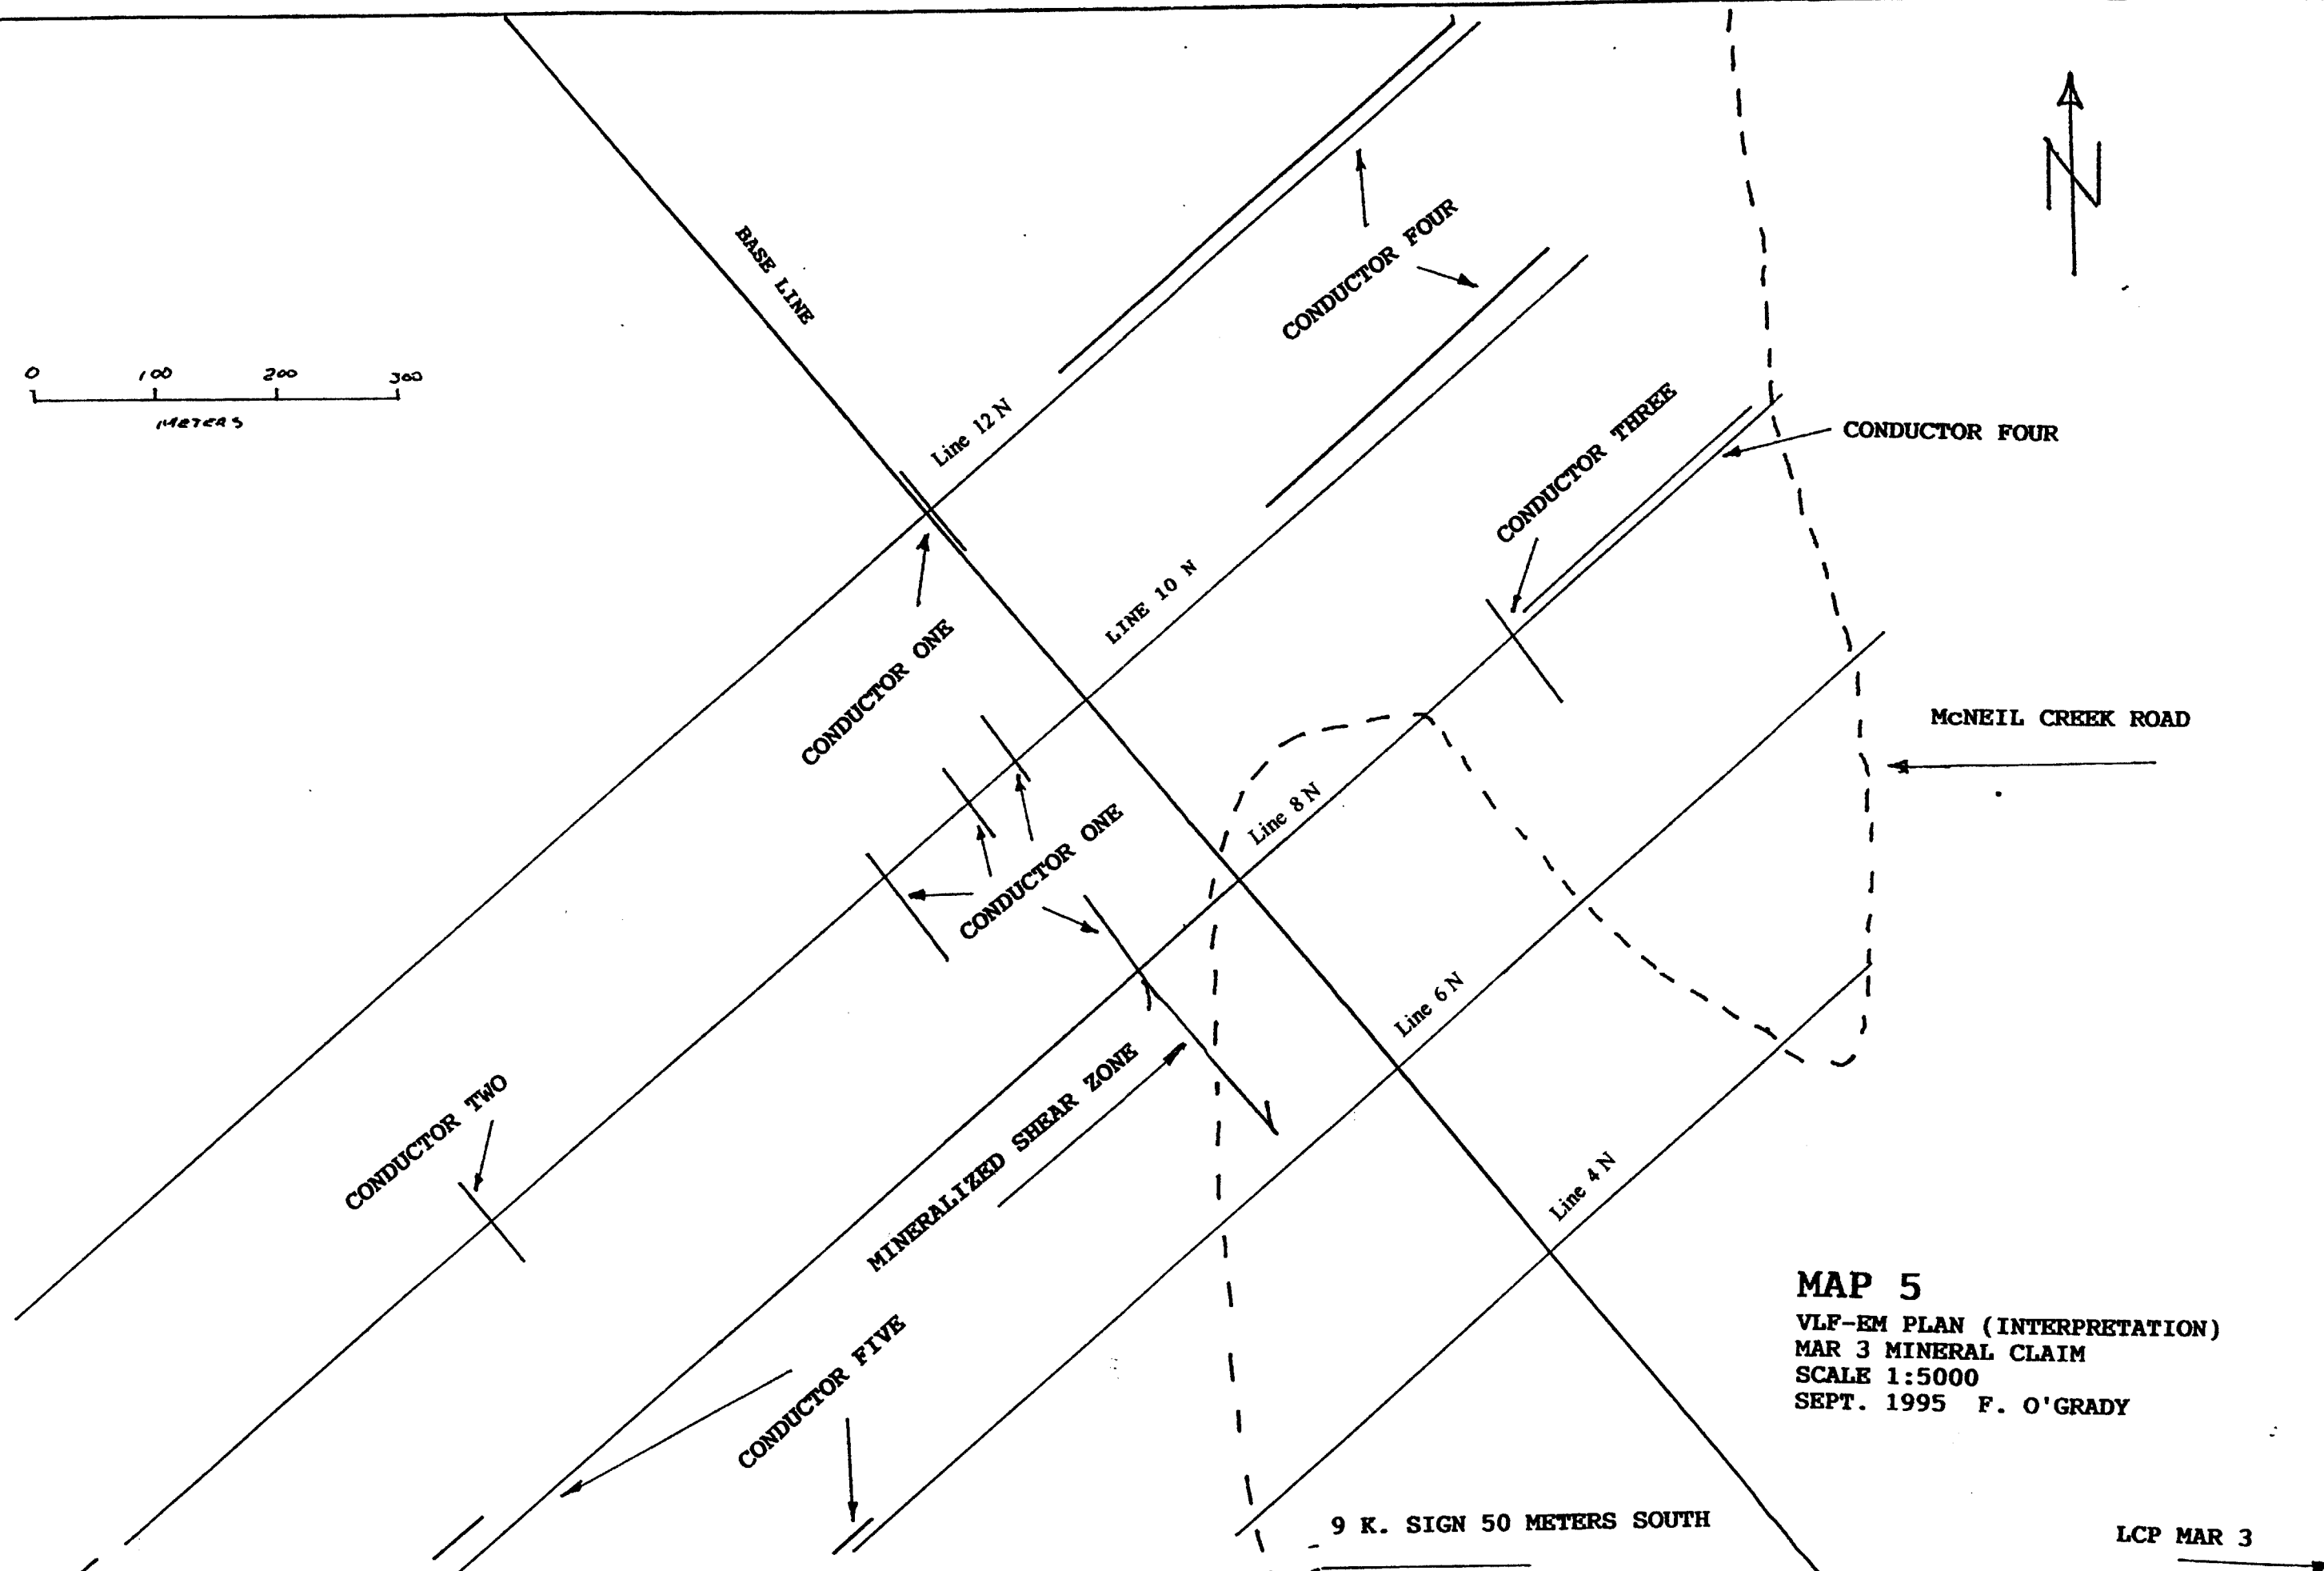 N
BASE LINE
CONDUCTOR FOUR
0 100 200 300
METERS
Line 12 N
CONDUCTOR THREE
CONDUCTOR FOUR
LINE 10 N
CONDUCTOR ONE
McNEIL CREEK ROAD
Line 8 N
CONDUCTOR ONE
Line 6 N
MINERALIZED SHEAR ZONE
CONDUCTOR TWO
Line 4 N
CONDUCTOR FIVE
MAP 5
VLF-EM PLAN (INTERPRETATION)
MAR 3 MINERAL CLAIM
SCALE 1:5000
SEPT. 1995 F. O'GRADY
9 K. SIGN 50 METERS SOUTH
LCP MAR 3